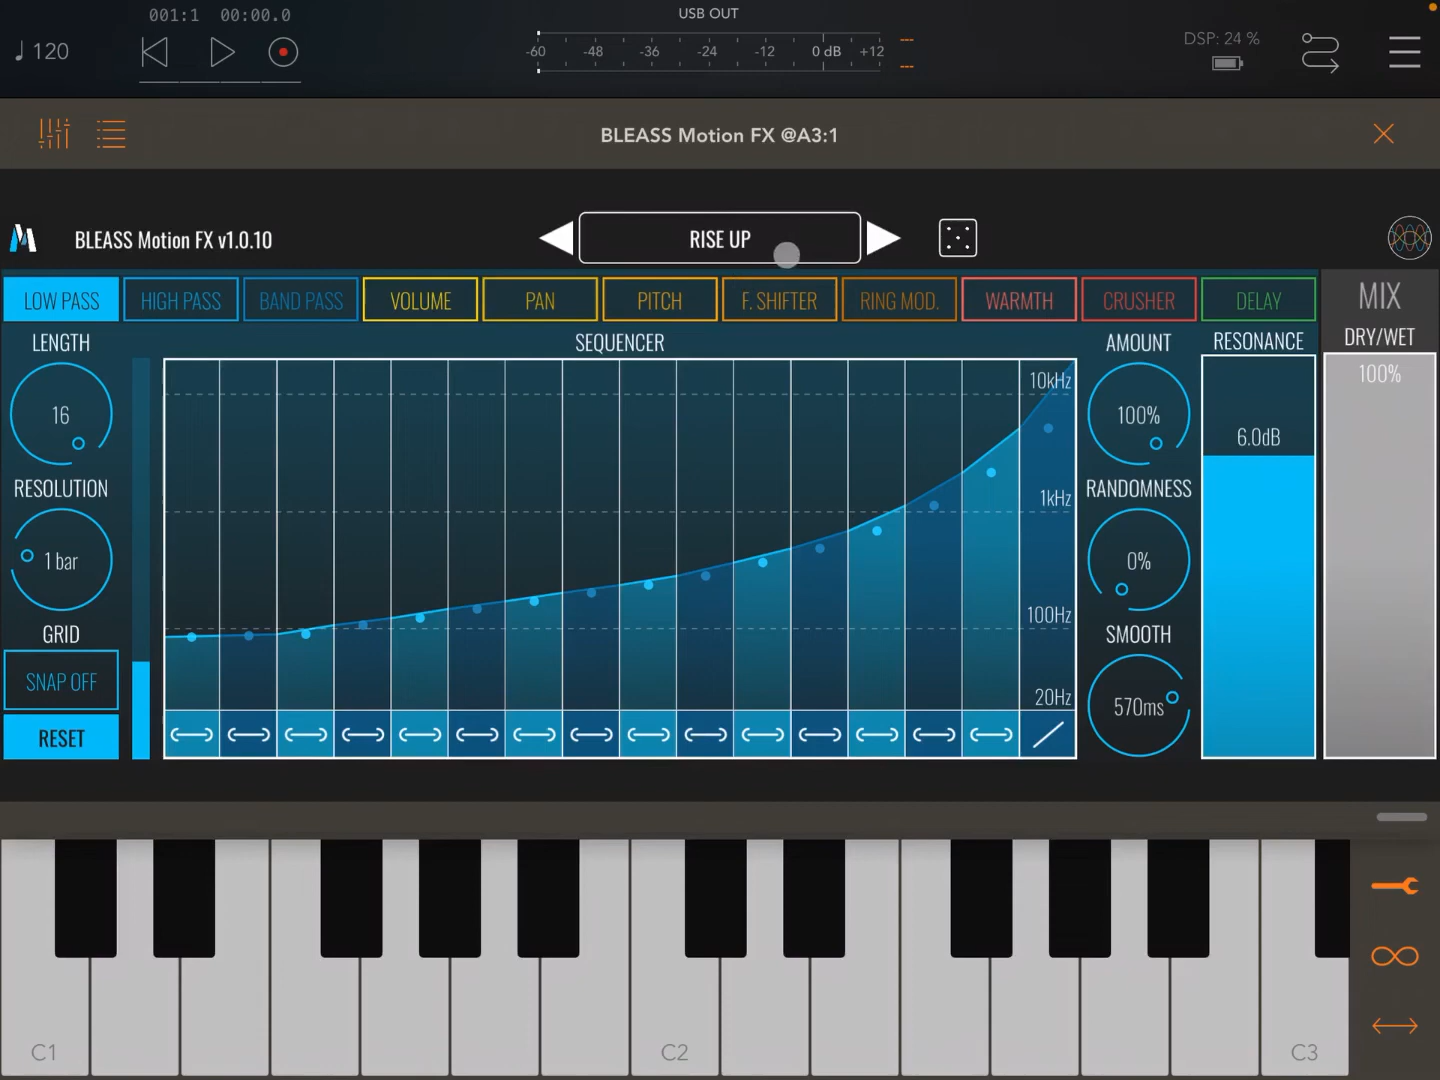 001:1 00:00.0
USB OUT
120
-60 -48 -36 -24 -12 0 dB +12
---
---
DSP: 24 %
BLEASS Motion FX @A3:1
BLEASS Motion FX v1.0.10
RISE UP
LOW PASS HIGH PASS BAND PASS VOLUME PAN PITCH F. SHIFTER RING MOD. WARMTH CRUSHER DELAY
MIX
LENGTH
SEQUENCER
AMOUNT
RESONANCE
DRY/WET
16
10kHz
100%
6.0dB
100%
RESOLUTION
1kHz
RANDOMNESS
1 bar
0%
GRID
100Hz
SMOOTH
SNAP OFF
20Hz
570ms
RESET
C1 C2 C3